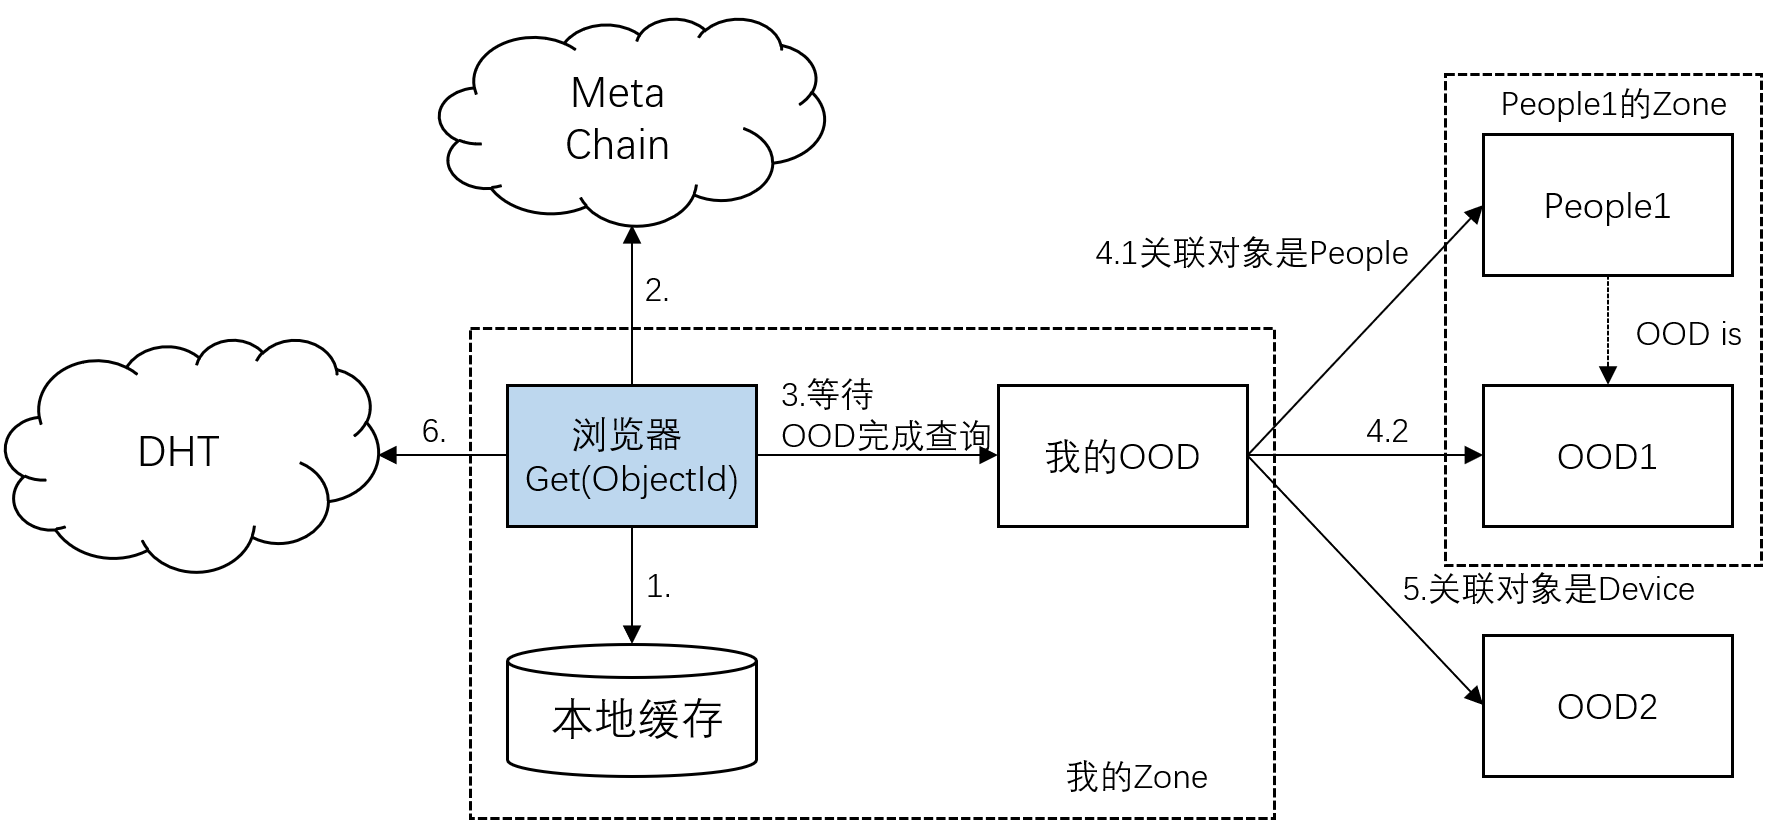 Meta
Chain
People1的Zone
People1
4.1关联对象是People
2.
OOD is
DHT
6.
浏览器
Get(ObjectId)
3.等待
OOD完成查询
我的OOD
4.2
OOD1
1.
5.关联对象是Device
本地缓存
OOD2
我的Zone